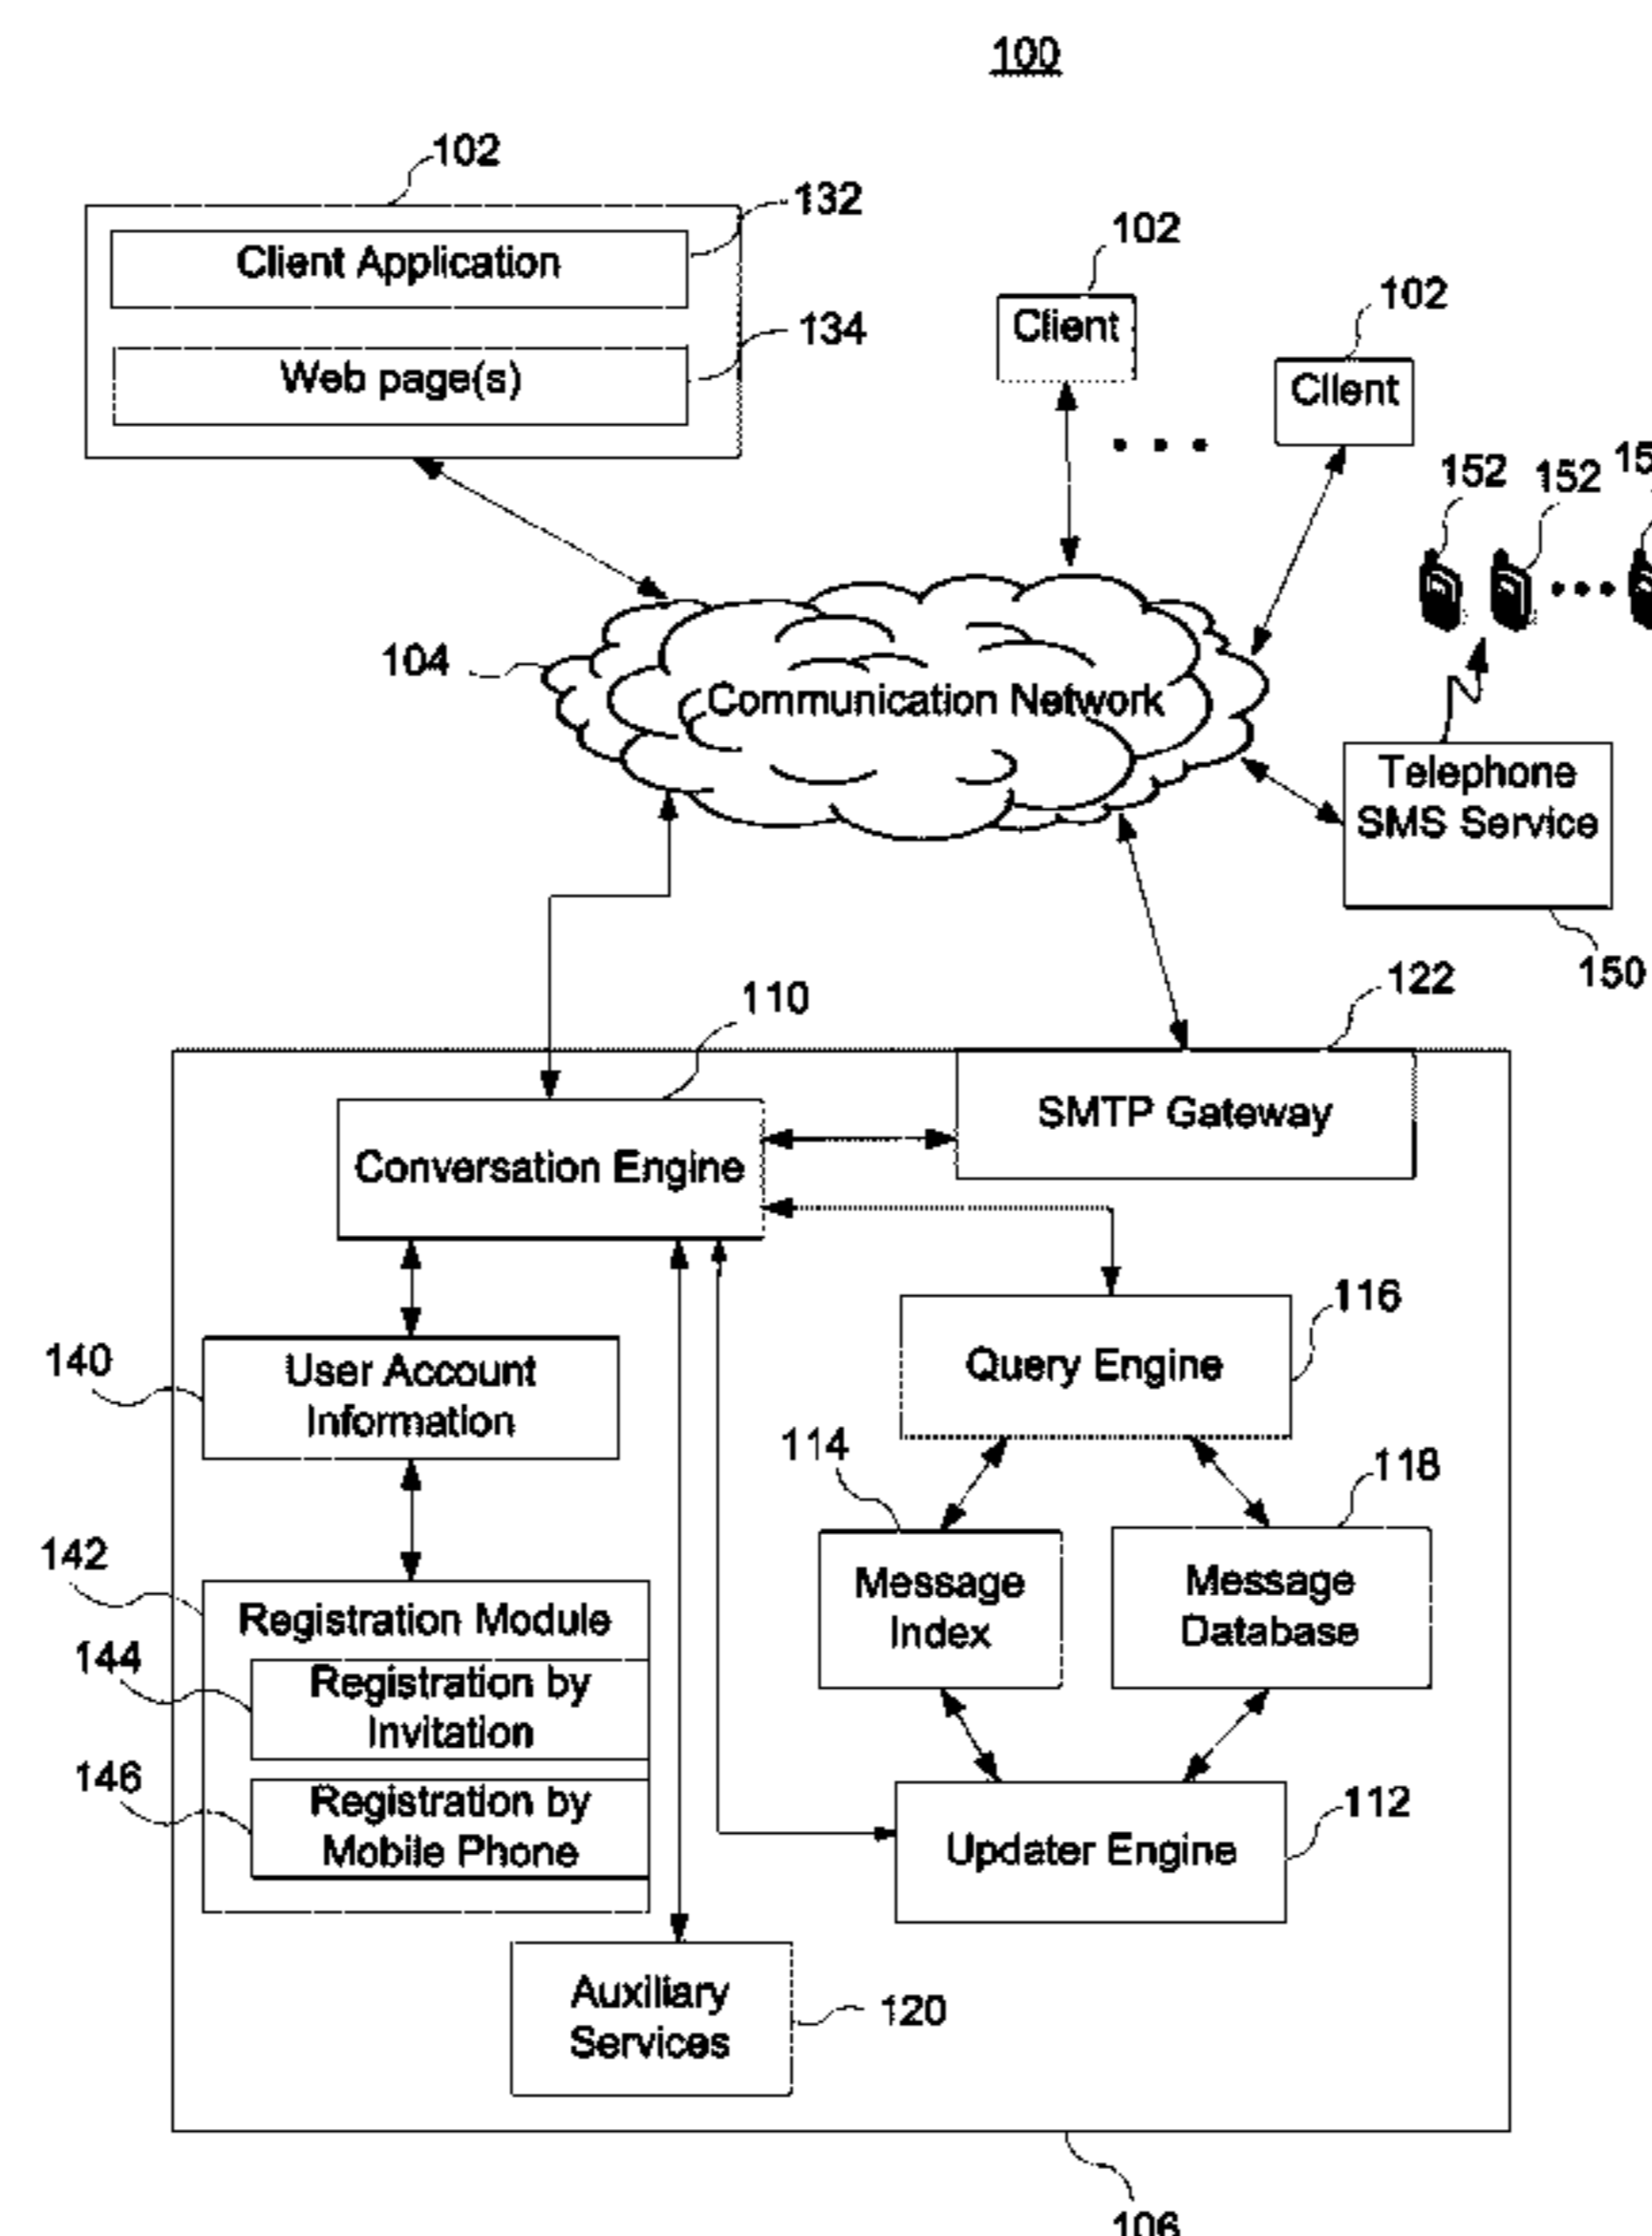 100
102
132
Client Application
134
Web page(s)
102
Client
102
Client
152
152
104
Communication Network
Telephone
SMS Service
150
110
122
SMTP Gateway
Conversation Engine
116
Query Engine
140
User Account
Information
114
118
Message
Index
Message
Database
142
Registration Module
144
Registration by
Invitation
146
Registration by
Mobile Phone
112
Updater Engine
Auxiliary
Services
120
106